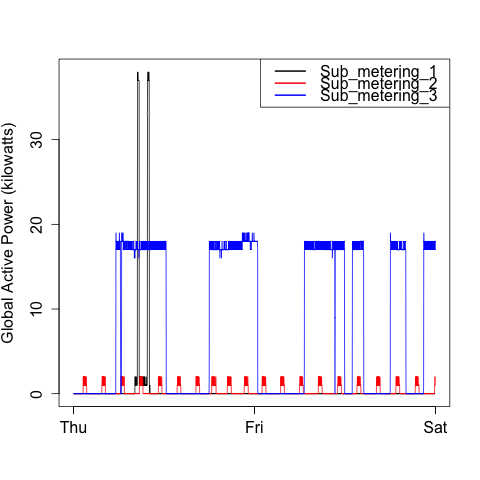 Sub_metering_1
Sub_metering_2
Sub_metering_3
Global Active Power (kilowatts)
30
20
10
0
Thu Fri Sat